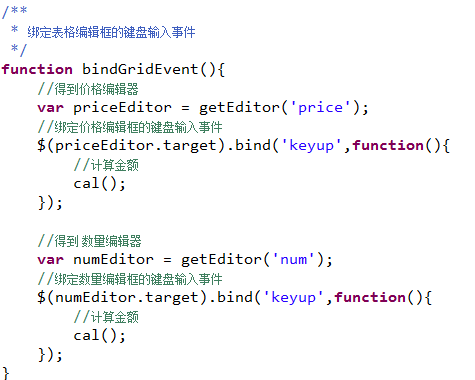 /**
 * 绑定表格编辑框的键盘输入事件
 */
function bindGridEvent(){
    //得到价格编辑器
    var priceEditor = getEditor('price');
    //绑定价格编辑框的键盘输入事件
    $(priceEditor.target).bind('keyup',function(){
        //计算金额
        cal();
    });

    //得到 数量编辑器
    var numEditor = getEditor('num');
    //绑定数量编辑框的键盘输入事件
    $(numEditor.target).bind('keyup',function(){
        //计算金额
        cal();
    });
}